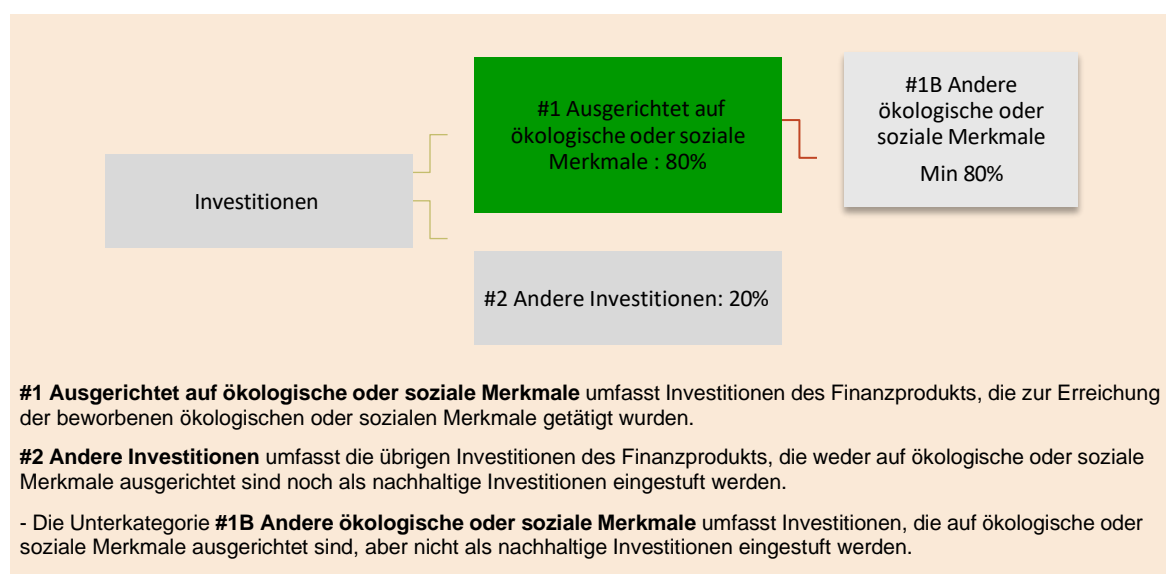 #1B Andere
ökologische oder
soziale Merkmale
Min 80%
#1 Ausgerichtet auf
ökologische oder soziale
Merkmale : 80%
Investitionen
#2 Andere Investitionen: 20%
#1 Ausgerichtet auf ökologische oder soziale Merkmale umfasst Investitionen des Finanzprodukts, die zur Erreichung
der beworbenen ökologischen oder sozialen Merkmale getätigt wurden.
#2 Andere Investitionen umfasst die übrigen Investitionen des Finanzprodukts, die weder auf ökologische oder soziale
Merkmale ausgerichtet sind noch als nachhaltige Investitionen eingestuft werden.
- Die Unterkategorie #1B Andere ökologische oder soziale Merkmale umfasst Investitionen, die auf ökologische oder
soziale Merkmale ausgerichtet sind, aber nicht als nachhaltige Investitionen eingestuft werden.